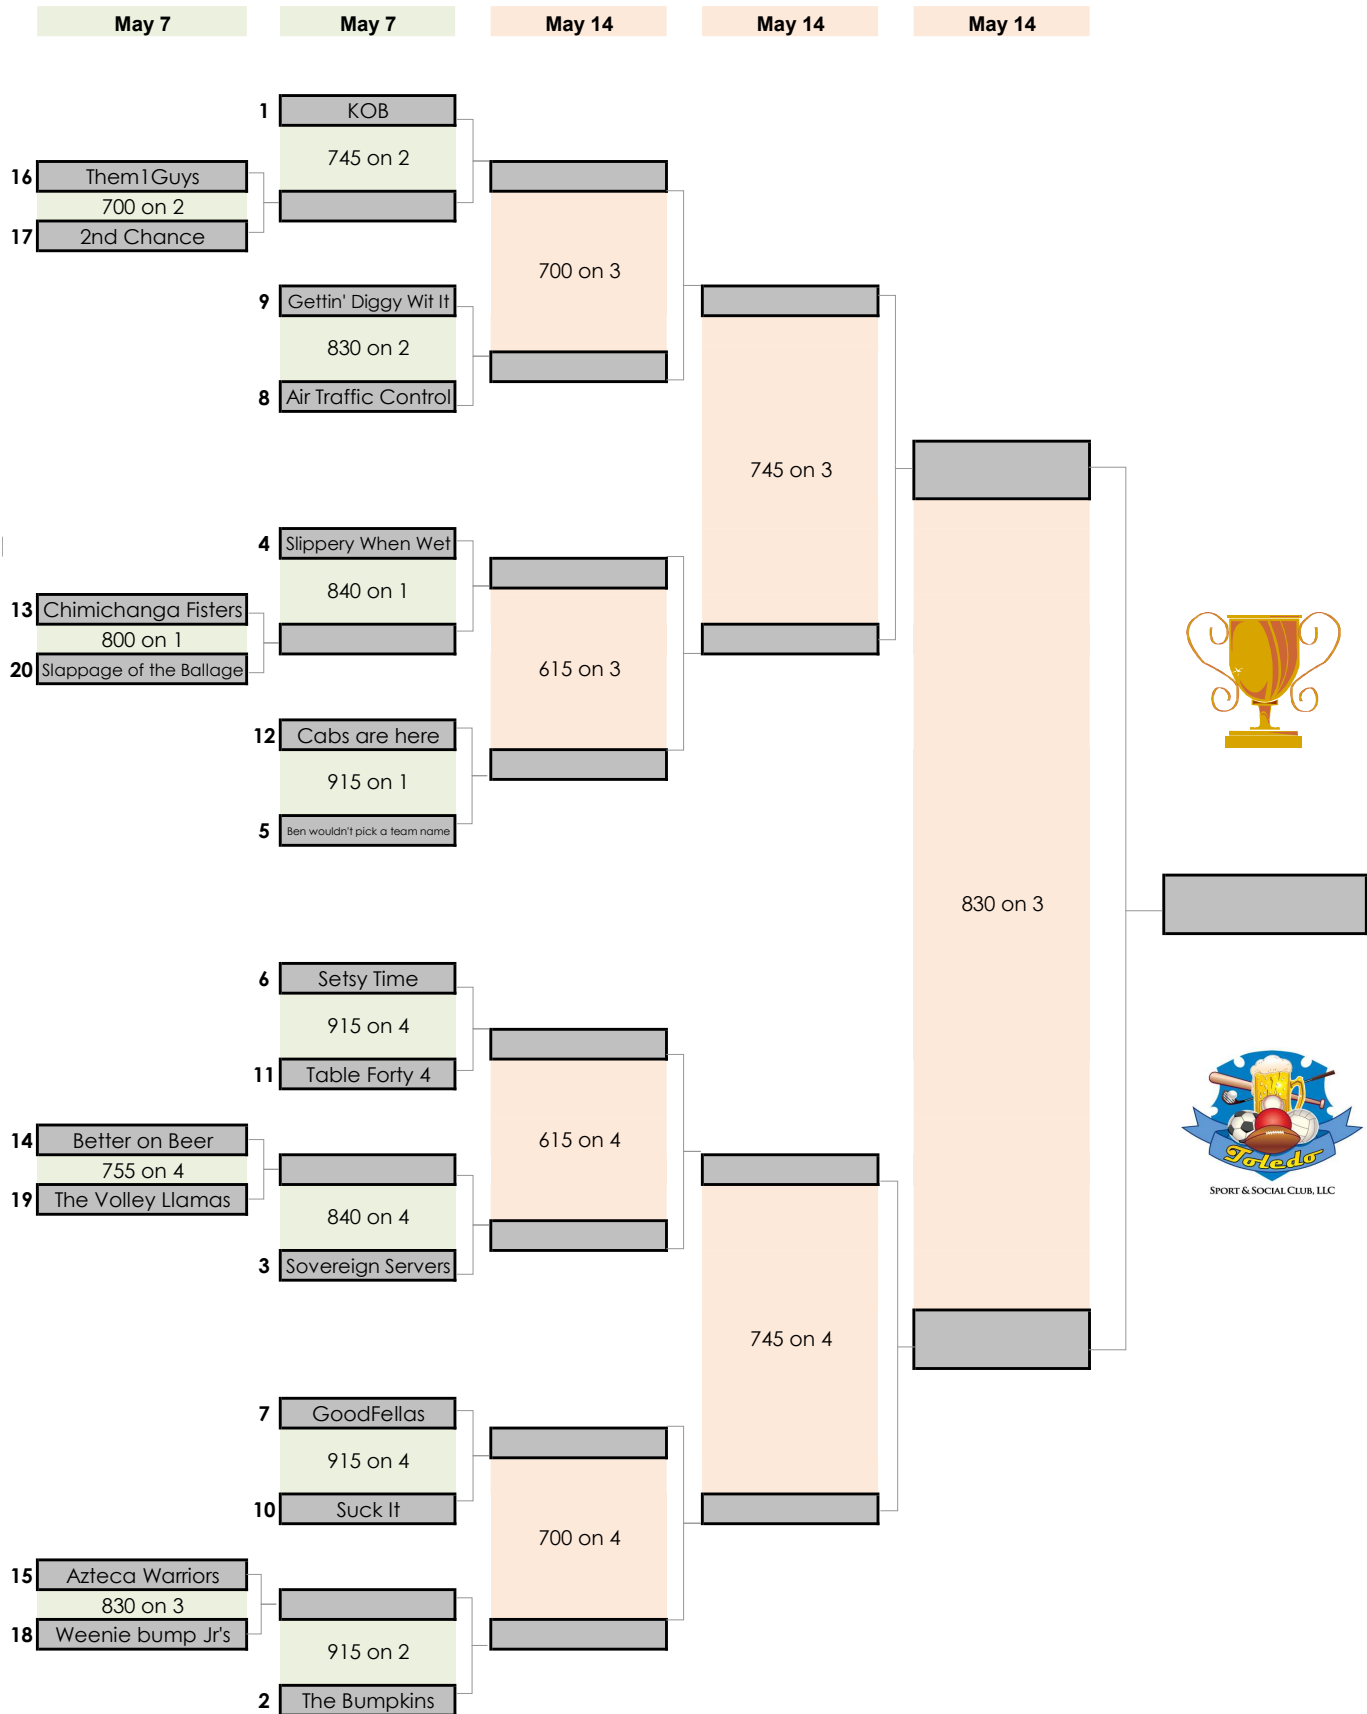 May 7
May 7
May 14
May 14
May 14
1 KOB
745 on 2
16 Them1Guys
700 on 2
17 2nd Chance
700 on 3
9 Gettin' Diggy Wit It
830 on 2
8 Air Traffic Control
745 on 3
4 Slippery When Wet
840 on 1
13 Chimichanga Fisters
800 on 1
20 Slappage of the Ballage
615 on 3
12 Cabs are here
915 on 1
5 Ben wouldn't pick a team name
830 on 3
6 Setsy Time
915 on 4
11 Table Forty 4
14 Better on Beer
755 on 4
19 The Volley Llamas
615 on 4
840 on 4
3 Sovereign Servers
Toledo
SPORT & SOCIAL CLUB, LLC
745 on 4
7 GoodFellas
915 on 4
10 Suck It
700 on 4
15 Azteca Warriors
830 on 3
18 Weenie bump Jr's
915 on 2
2 The Bumpkins